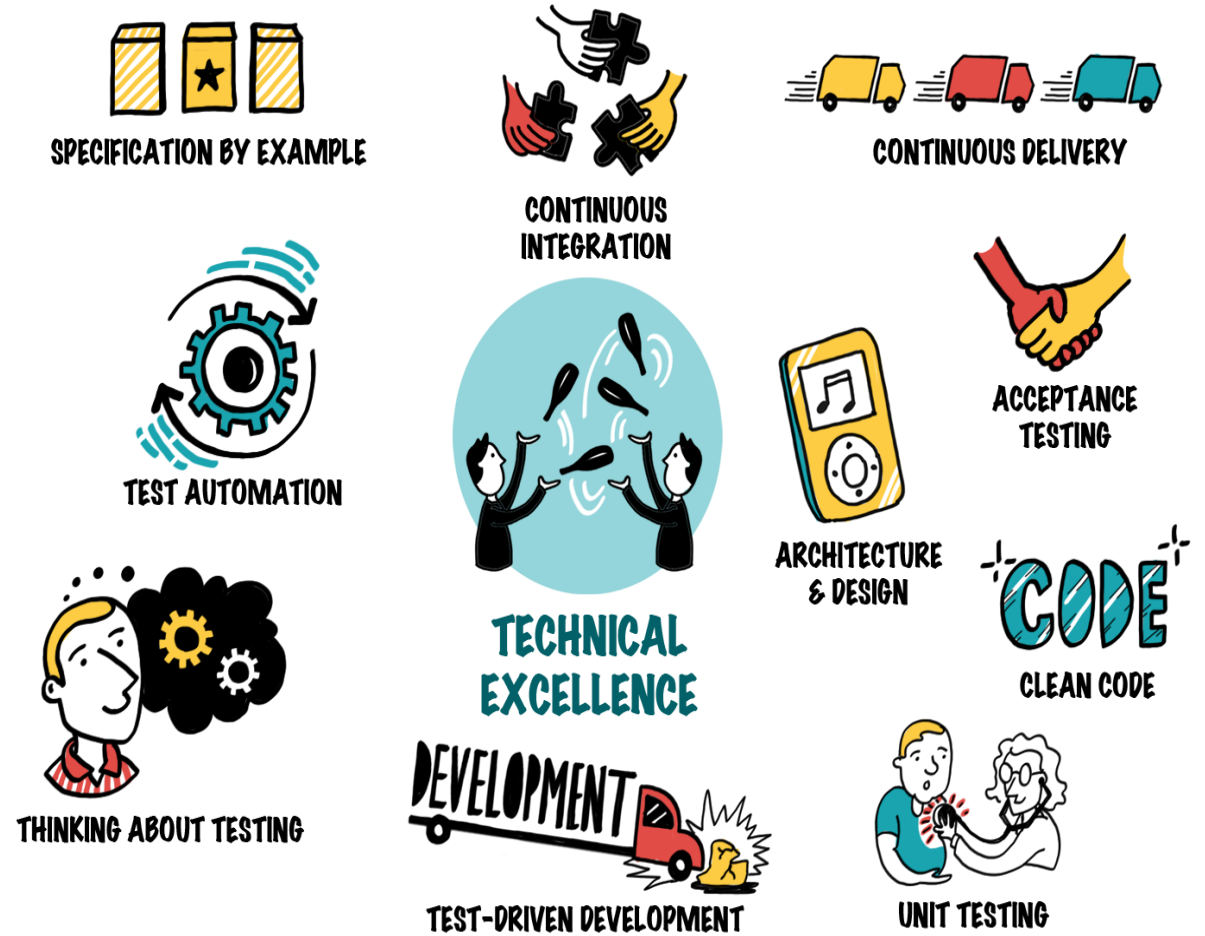 SPECIFICATION BY EXAMPLE
CONTINUOUS
INTEGRATION
CONTINUOUS DELIVERY
TEST AUTOMATION
ACCEPTANCE
TESTING
ARCHITECTURE
& DESIGN
TECHNICAL
EXCELLENCE
CODE
CLEAN CODE
THINKING ABOUT TESTING
DEVELOPMENT
TEST-DRIVEN DEVELOPMENT
UNIT TESTING